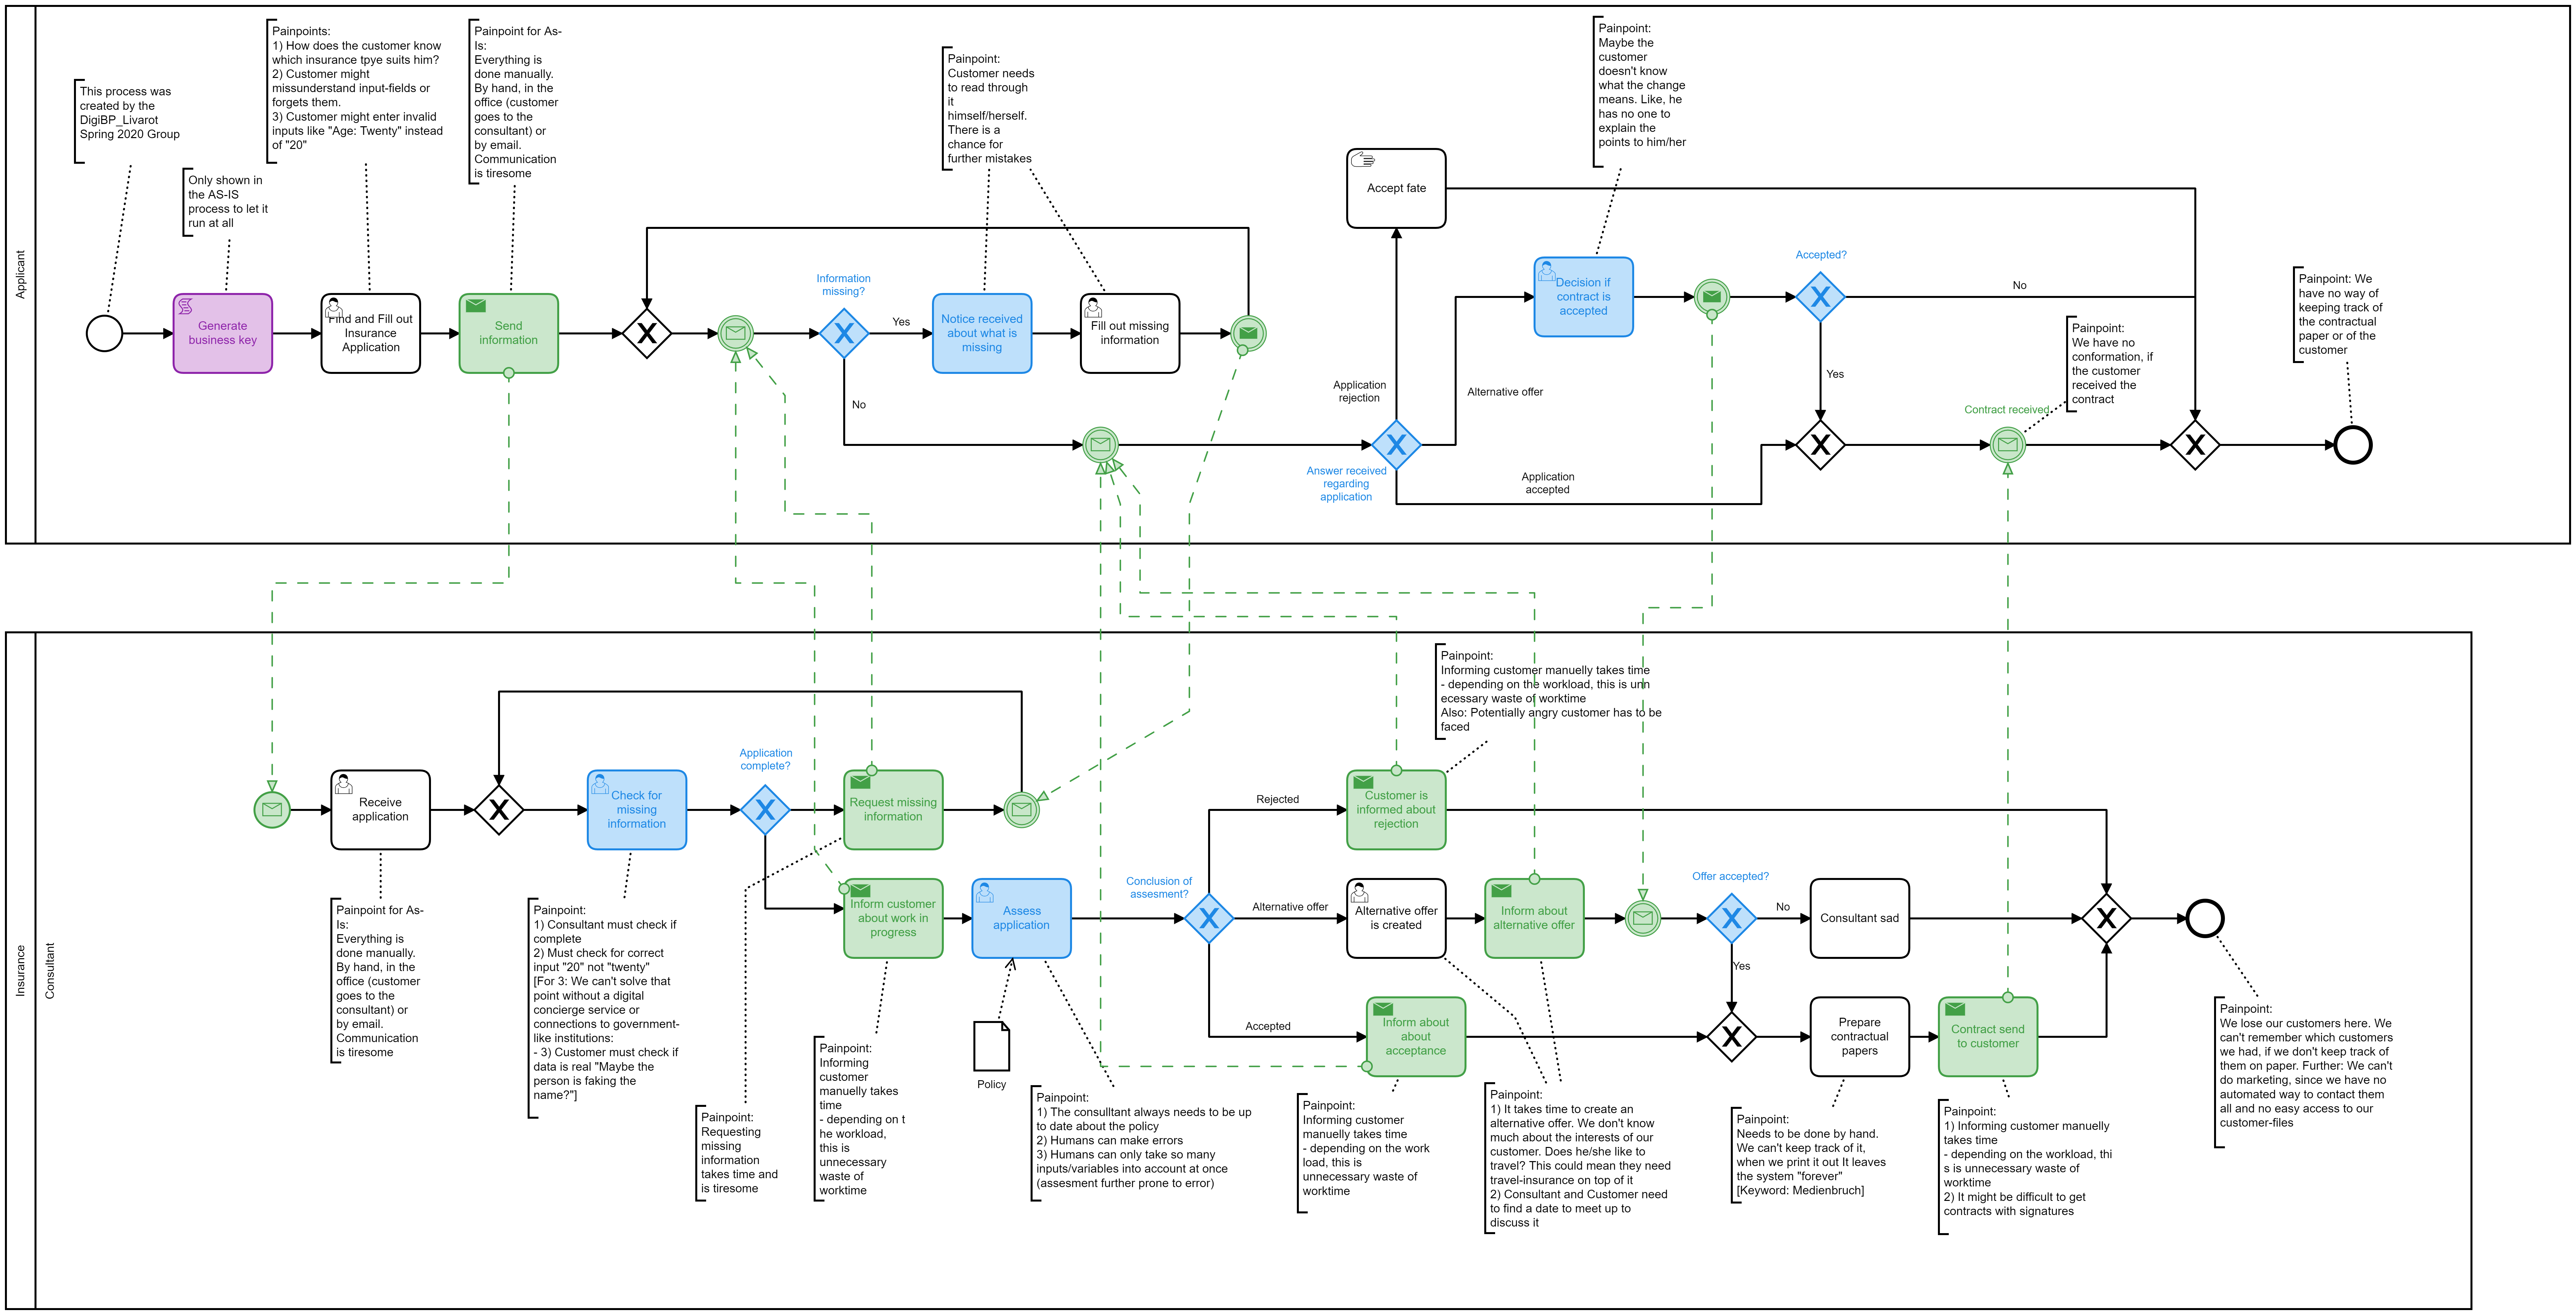 Applicant
This process was
created by the
DigiBP_Livarot
Spring 2020 Group
Only shown in
the AS-IS
process to let it
run at all
Painpoints:
1) How does the customer know
which insurance tpye suits him?
2) Customer might
missunderstand input-fields or
forgets them.
3) Customer might enter invalid
inputs like "Age: Twenty" instead
of "20"
Painpoint for As-
Is:
Everything is
done manually.
By hand, in the
office (customer
goes to the
consultant) or
by email.
Communication
is tiresome
Painpoint:
Customer needs
to read through
it
himself/herself.
There is a
chance for
further mistakes
Painpoint:
Maybe the
customer
doesn't know
what the change
means. Like, he
has no one to
explain the
points to him/her
Generate
business key
Find and Fill out
Insurance
Application
Send
information
Information
missing?
Yes
No
Notice received
about what is
missing
Fill out missing
information
Accept fate
Application
rejection
Alternative offer
Answer received
regarding
application
Application
accepted
Decision if
contract is
accepted
Accepted?
No
Yes
Contract received
Painpoint:
We have no
conformation, if
the customer
received the
contract
Painpoint: We
have no way of
keeping track of
the contractual
paper or of the
customer
Insurance
Consultant
Receive
application
Check for
missing
information
Application
complete?
Request missing
information
Inform customer
about work in
progress
Assess
application
Policy
Conclusion of
assesment?
Rejected
Alternative offer
Accepted
Customer is
informed about
rejection
Alternative offer
is created
Inform about
alternative offer
Inform about
about
acceptance
Offer accepted?
No
Yes
Consultant sad
Prepare
contractual
papers
Contract send
to customer
Painpoint:
Informing customer manuelly takes time
- depending on the workload, this is unn
ecessary waste of worktime
Also: Potentially angry customer has to be
faced
Painpoint for As-
Is:
Everything is
done manually.
By hand, in the
office (customer
goes to the
consultant) or
by email.
Communication
is tiresome
Painpoint:
1) Consultant must check if
complete
2) Must check for correct
input "20" not "twenty"
[For 3: We can't solve that
point without a digital
concierge service or
connections to government-
like institutions:
- 3) Customer must check if
data is real "Maybe the
person is faking the
name?"]
Painpoint:
Requesting
missing
information
takes time and
is tiresome
Painpoint:
Informing
customer
manuelly takes
time
- depending on t
he workload,
this is
unnecessary
waste of
worktime
Painpoint:
1) The consultant always needs to be up
to date about the policy
2) Humans can make errors
3) Humans can only take so many
inputs/variables into account at once
(assesment further prone to error)
Painpoint:
Informing customer
manuelly takes time
- depending on the work
load, this is
unnecessary waste of
worktime
Painpoint:
1) It takes time to create an
alternative offer. We don't know
much about the interests of our
customer. Does he/she like to
travel? This could mean they need
travel-insurance on top of it
2) Consultant and Customer need
to find a date to meet up to
discuss it
Painpoint:
Needs to be done by hand.
We can't keep track of it,
when we print it out It leaves
the system "forever"
[Keyword: Medienbruch]
Painpoint:
1) Informing customer manuelly
takes time
- depending on the workload, thi
s is unnecessary waste of
worktime
2) It might be difficult to get
contracts with signatures
Painpoint:
We lose our customers here. We
can't remember which customers
we had, if we don't keep track of
them on paper. Further: We can't
do marketing, since we have no
automated way to contact them
all and no easy access to our
customer-files